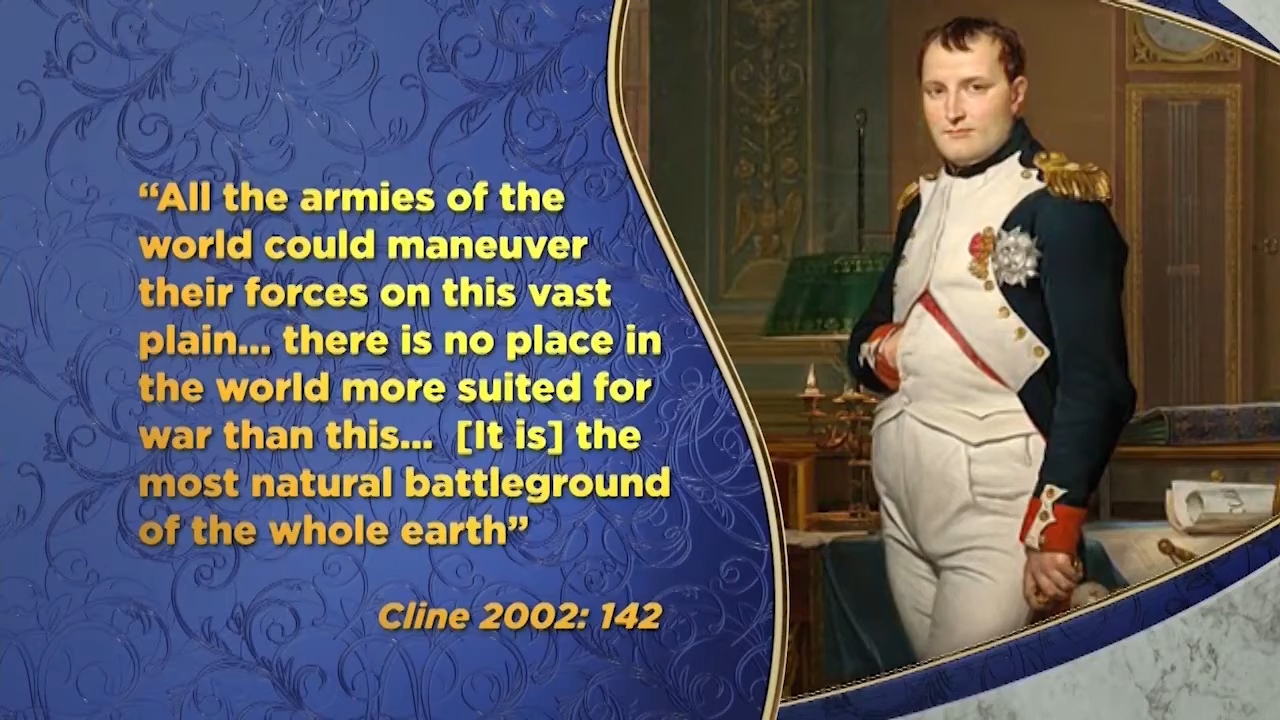 “All the armies of the
world could maneuver
their forces on this vast
plain... there is no place in
the world more suited for
war than this... [It is] the
most natural battleground
of the whole earth”
Cline 2002: 142